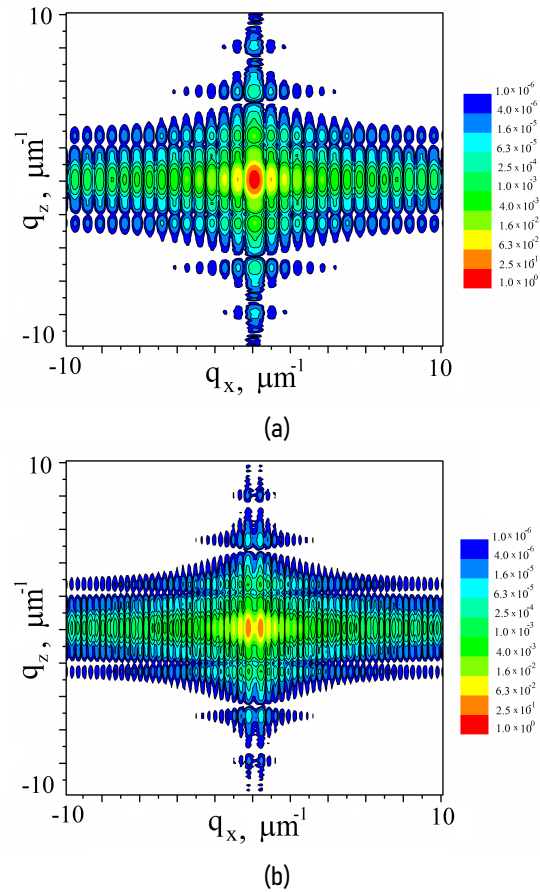 10
q_z, μm⁻¹
-10
-10
q_x, μm⁻¹
10
1.0 x 10⁻⁶
4.0 x 10⁻⁶
1.6 x 10⁻⁵
6.3 x 10⁻⁵
2.5 x 10⁻⁴
1.0 x 10⁻³
4.0 x 10⁻³
1.6 x 10⁻²
6.3 x 10⁻²
2.5 x 10⁻¹
1.0 x 10⁰
(a)
10
q_z, μm⁻¹
-10
-10
q_x, μm⁻¹
10
1.0 x 10⁻⁶
4.0 x 10⁻⁶
1.6 x 10⁻⁵
6.3 x 10⁻⁵
2.5 x 10⁻⁴
1.0 x 10⁻³
4.0 x 10⁻³
1.6 x 10⁻²
6.3 x 10⁻²
2.5 x 10⁻¹
1.0 x 10⁰
(b)